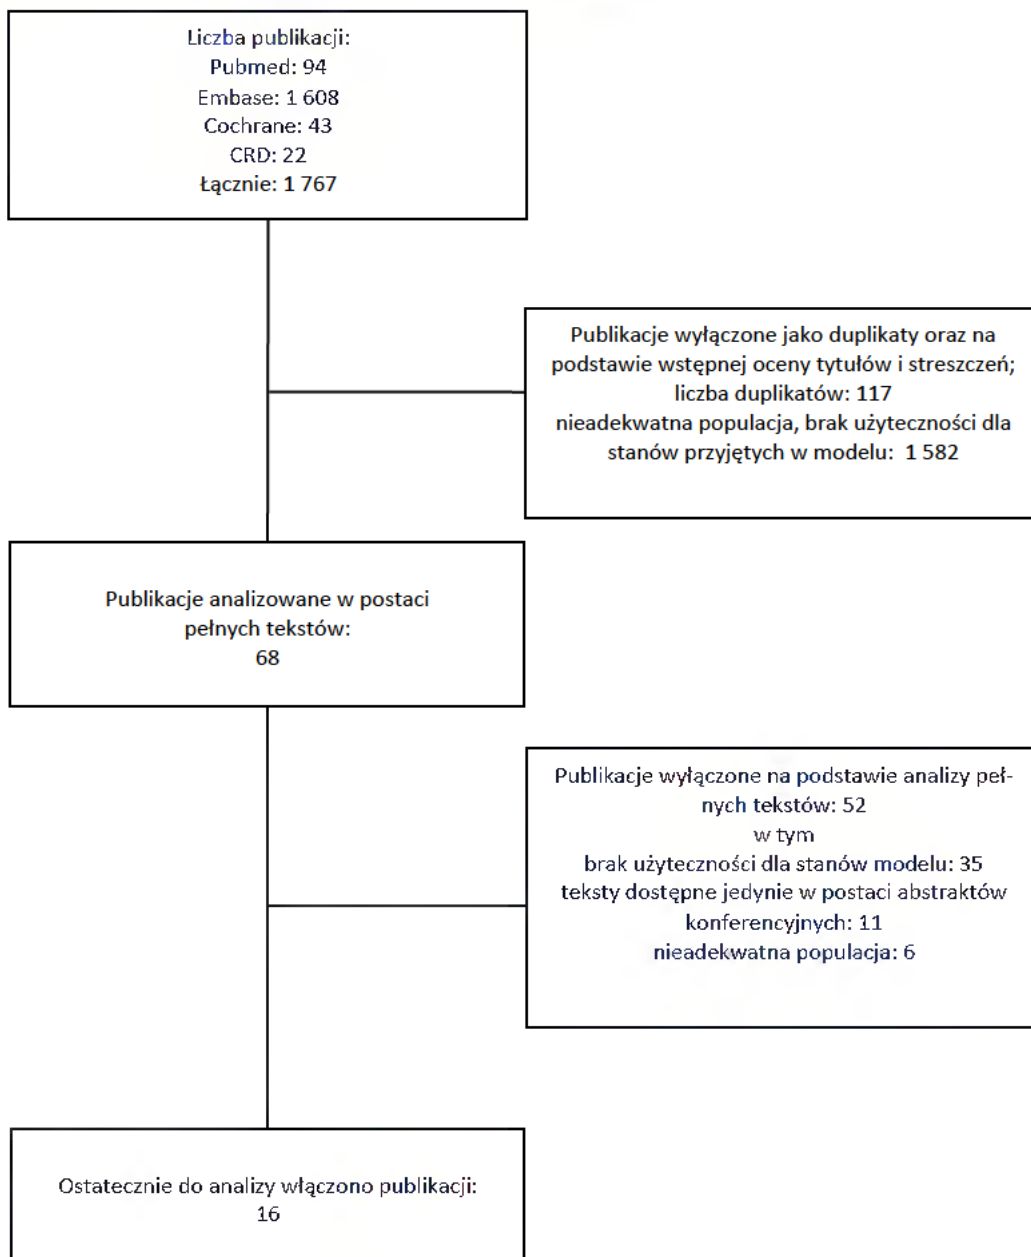 Liczba publikacji:
Pubmed: 94
Embase: 1 608
Cochrane: 43
CRD: 22
Łącznie: 1 767
Publikacje wyłączone jako duplikaty oraz na
podstawie wstępnej oceny tytułów i streszczeń;
liczba duplikatów: 117
nieadekwatna populacja, brak użyteczności dla
stanów przyjętych w modelu: 1 582
Publikacje analizowane w postaci
pełnych tekstów:
68
Publikacje wyłączone na podstawie analizy peł-
nych tekstów: 52
w tym
brak użyteczności dla stanów modelu: 35
teksty dostępne jedynie w postaci abstraktów
konferencyjnych: 11
nieadekwatna populacja: 6
Ostatecznie do analizy włączono publikacji:
16